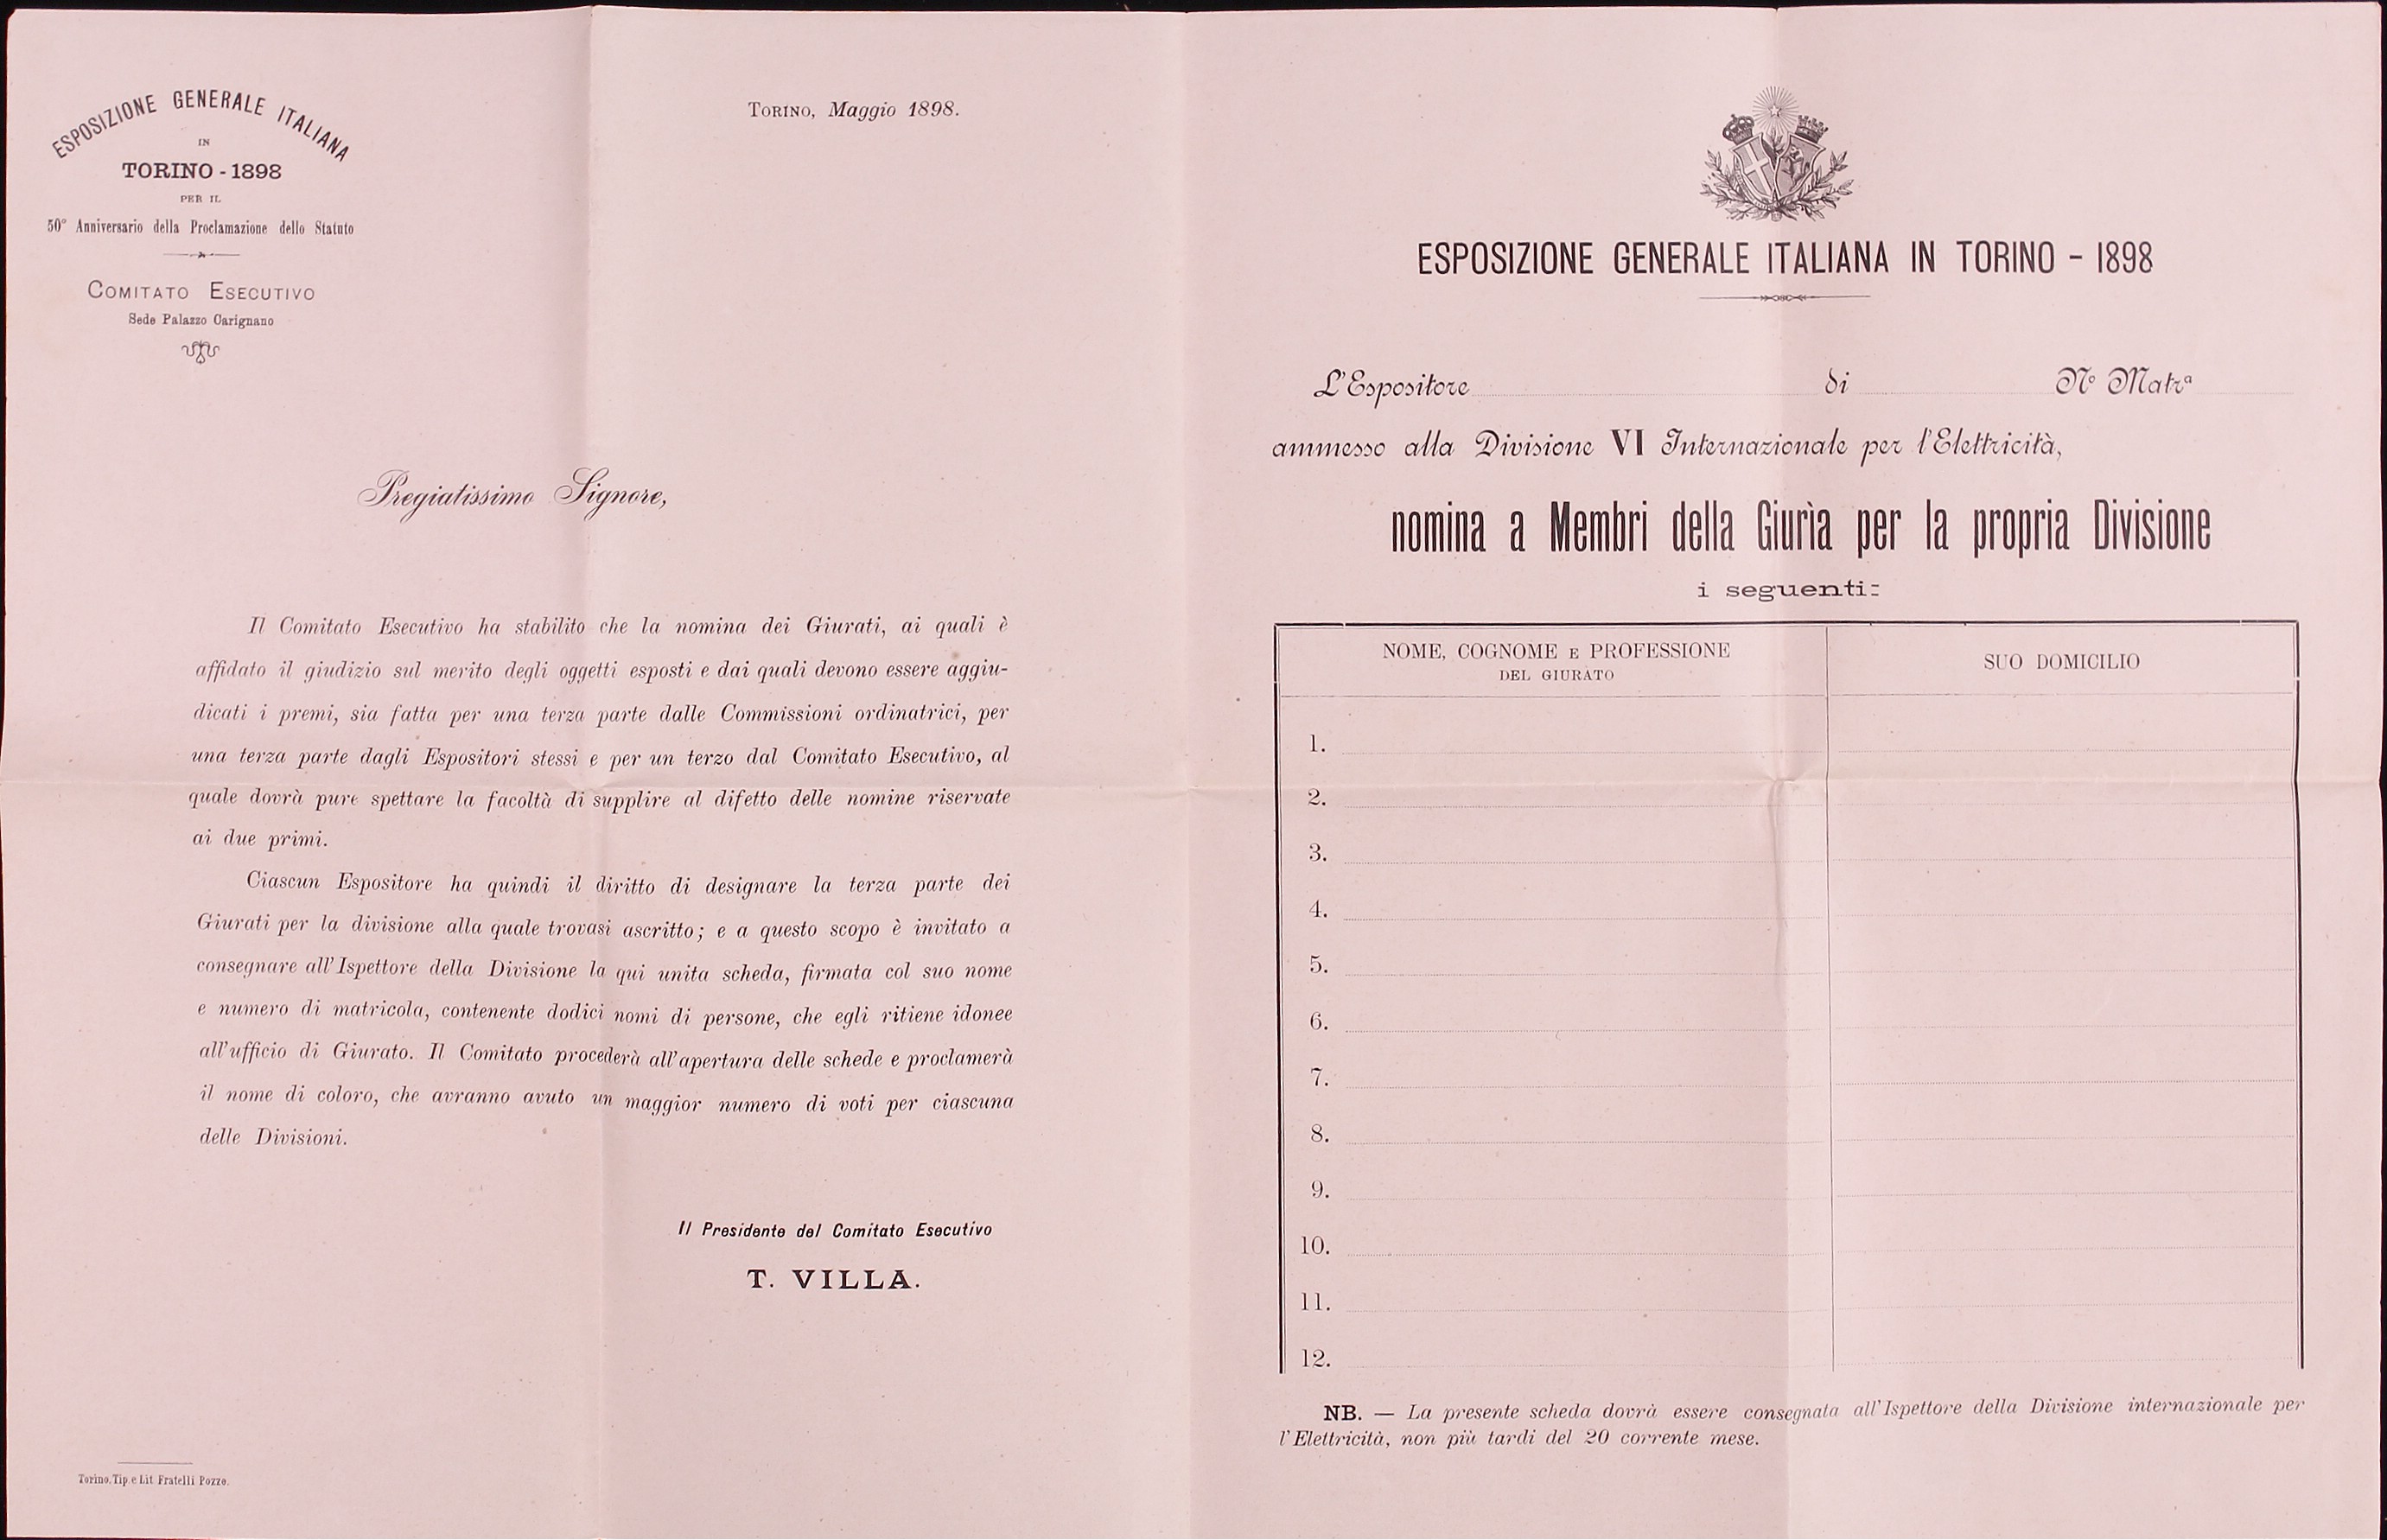 ESPOSIZIONE GENERALE ITALIANA
IN
TORINO - 1898
PER IL
50° Anniversario della Proclamazione dello Statuto
COMITATO ESECUTIVO
Sede Palazzo Carignano
TORINO, Maggio 1898.
Pregiatissimo Signore,
Il Comitato Esecutivo ha stabilito che la nomina dei Giurati, ai quali è
affidato il giudizio sul merito degli oggetti esposti e dai quali devono essere aggiu-
dicati i premi, sia fatta per una terza parte dalle Commissioni ordinatrici, per
una terza parte dagli Espositori stessi e per un terzo dal Comitato Esecutivo, al
quale dovrà pure spettare la facoltà di supplire al difetto delle nomine riservate
ai due primi.
Ciascun Espositore ha quindi il diritto di designare la terza parte dei
Giurati per la divisione alla quale trovasi ascritto; e a questo scopo è invitato a
consegnare all'Ispettore della Divisione la qui unita scheda, firmata col suo nome
e numero di matricola, contenente dodici nomi di persone, che egli ritiene idonee
all'ufficio di Giurato. Il Comitato procederà all'apertura delle schede e proclamerà
il nome di coloro, che avranno avuto un maggior numero di voti per ciascuna
delle Divisioni.
Il Presidente del Comitato Esecutivo
T. VILLA.
Torino, Tip. e Lit. Fratelli Pozzo.
ESPOSIZIONE GENERALE ITALIANA IN TORINO - 1898
L'Espositore di N° Matrª
ammesso alla Divisione VI Internazionale per l'Elettricità,
nomina a Membri della Giurìa per la propria Divisione
i seguenti:
NOME, COGNOME E PROFESSIONE
DEL GIURATO
SUO DOMICILIO
1.
2.
3.
4.
5.
6.
7.
8.
9.
10.
11.
12.
NB. — La presente scheda dovrà essere consegnata all'Ispettore della Divisione internazionale per
l'Elettricità, non più tardi del 20 corrente mese.